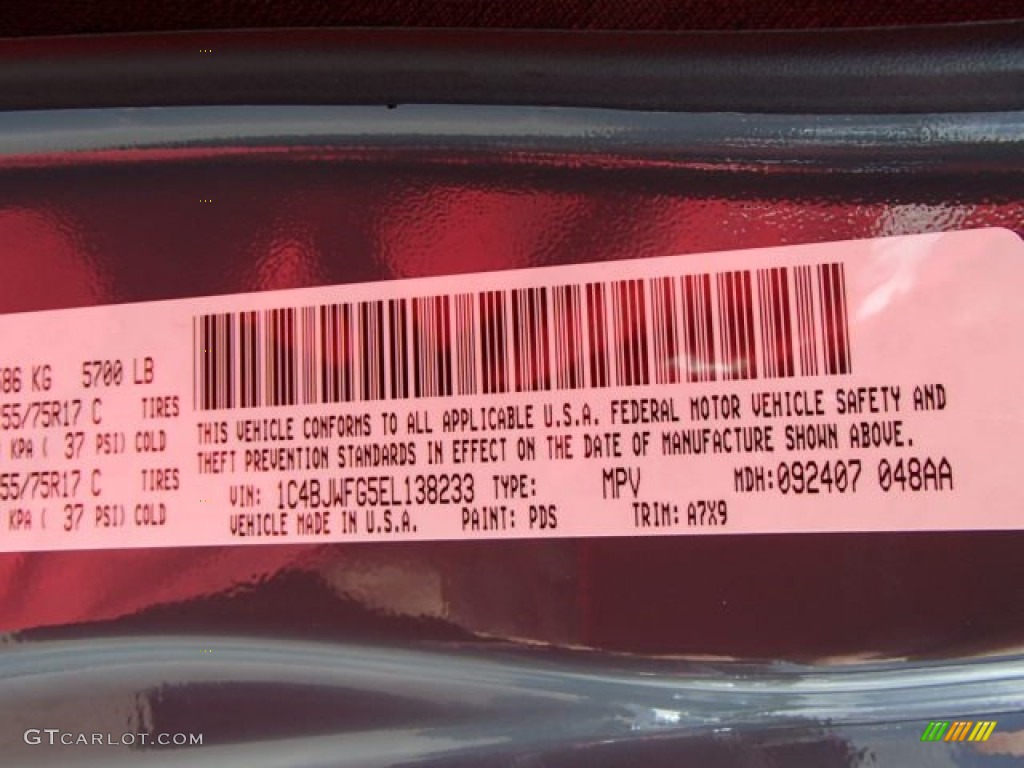 586 KG 5700 LB
55/75R17 C TIRES
KPA ( 37 PSI) COLD
55/75R17 C TIRES
KPA ( 37 PSI) COLD
THIS VEHICLE CONFORMS TO ALL APPLICABLE U.S.A. FEDERAL MOTOR VEHICLE SAFETY AND
THEFT PREVENTION STANDARDS IN EFFECT ON THE DATE OF MANUFACTURE SHOWN ABOVE.
VIN: 1C4BJWFG5EL138233 TYPE: MPV MDH:092407 048AA
VEHICLE MADE IN U.S.A. PAINT: PDS TRIM: A7X9
GTCARLOT.COM